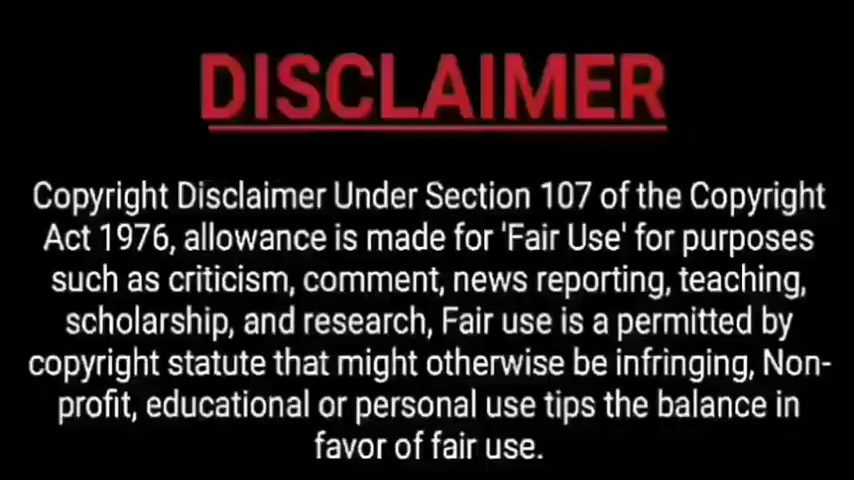 DISCLAIMER
Copyright Disclaimer Under Section 107 of the Copyright
Act 1976, allowance is made for 'Fair Use' for purposes
such as criticism, comment, news reporting, teaching,
scholarship, and research, Fair use is a permitted by
copyright statute that might otherwise be infringing, Non-
profit, educational or personal use tips the balance in
favor of fair use.